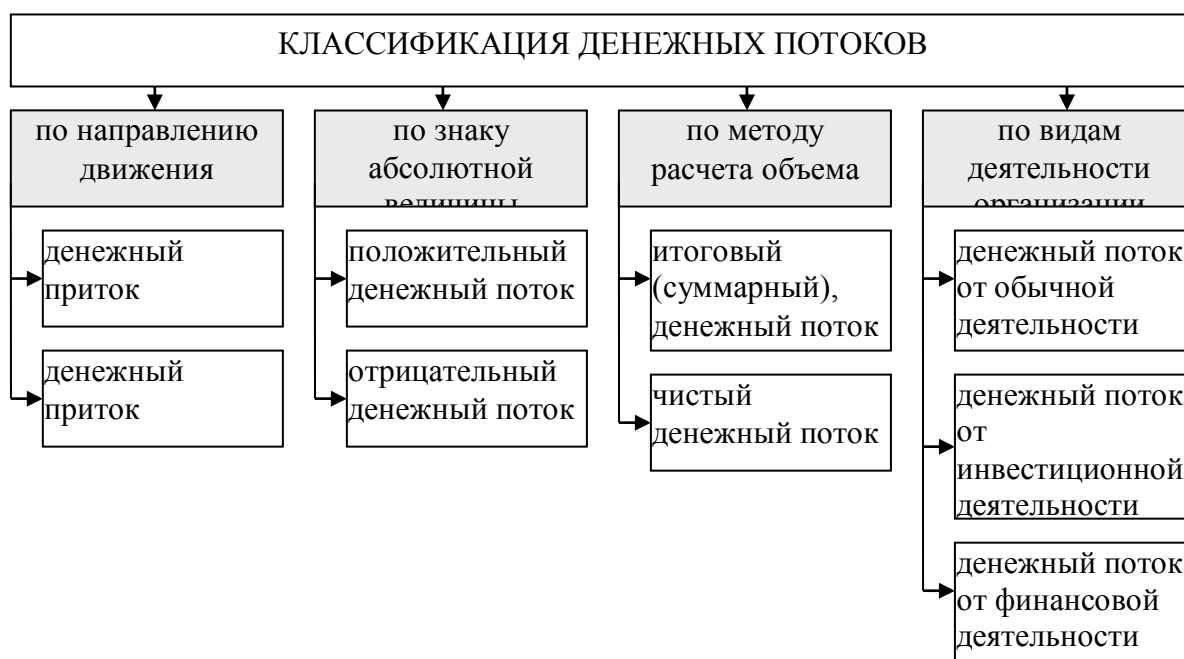 КЛАССИФИКАЦИЯ ДЕНЕЖНЫХ ПОТОКОВ
по направлению
движения
денежный
приток
денежный
приток
по знаку
абсолютной
величины
положительный
денежный поток
отрицательный
денежный поток
по методу
расчета объема
итоговый
(суммарный),
денежный поток
чистый
денежный поток
по видам
деятельности
организации
денежный поток
от обычной
деятельности
денежный поток
от
инвестиционной
деятельности
денежный поток
от финансовой
деятельности